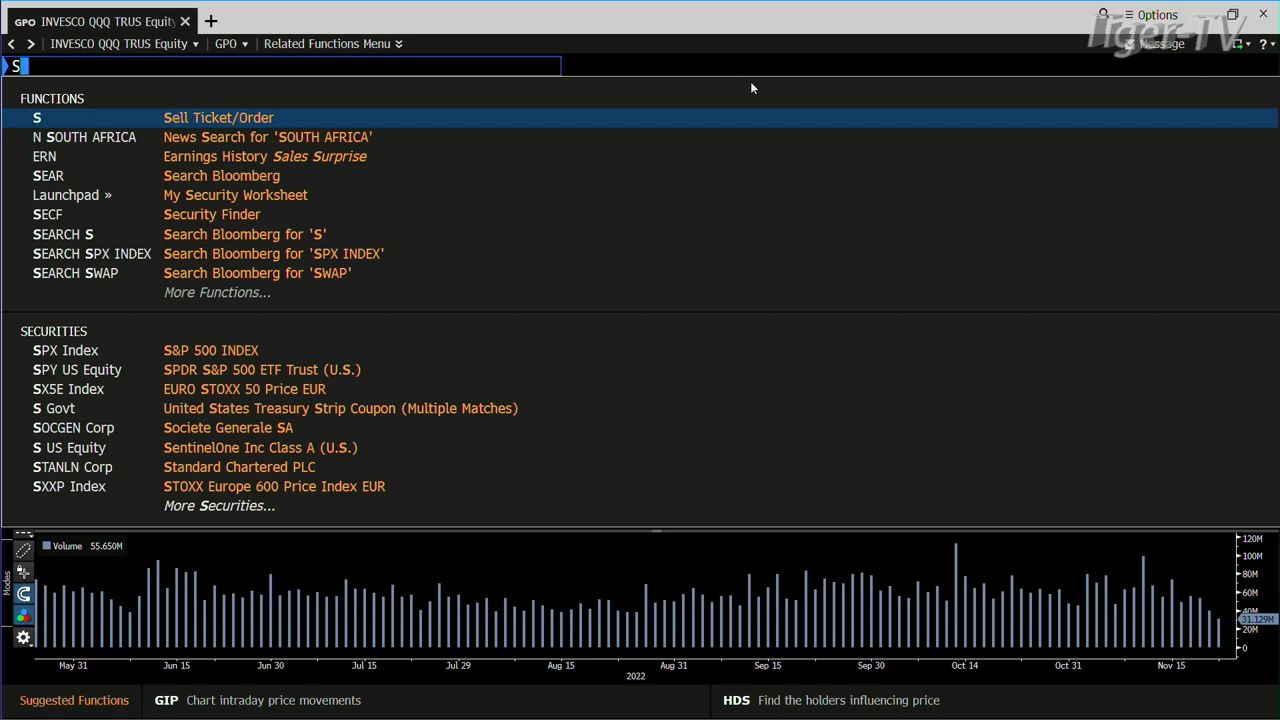 GPO INVESCO QQQ TRUS Equity
Options
INVESCO QQQ TRUS Equity GPO Related Functions Menu
Message ?
Tiger-TV
S
FUNCTIONS
S Sell Ticket/Order
N SOUTH AFRICA News Search for 'SOUTH AFRICA'
ERN Earnings History Sales Surprise
SEAR Search Bloomberg
Launchpad » My Security Worksheet
SECF Security Finder
SEARCH S Search Bloomberg for 'S'
SEARCH SPX INDEX Search Bloomberg for 'SPX INDEX'
SEARCH SWAP Search Bloomberg for 'SWAP'
More Functions...
SECURITIES
SPX Index S&P 500 INDEX
SPY US Equity SPDR S&P 500 ETF Trust (U.S.)
SX5E Index EURO STOXX 50 Price EUR
S Govt United States Treasury Strip Coupon (Multiple Matches)
SOCGEN Corp Societe Generale SA
S US Equity SentinelOne Inc Class A (U.S.)
STANLN Corp Standard Chartered PLC
SXXP Index STOXX Europe 600 Price Index EUR
More Securities...
Modes
Volume 55.650M
120M
100M
80M
60M
40M
31.129M
20M
0
May 31 Jun 15 Jun 30 Jul 15 Jul 29 Aug 15 Aug 31 Sep 15 Sep 30 Oct 14 Oct 31 Nov 15
2022
Suggested Functions GIP Chart intraday price movements HDS Find the holders influencing price